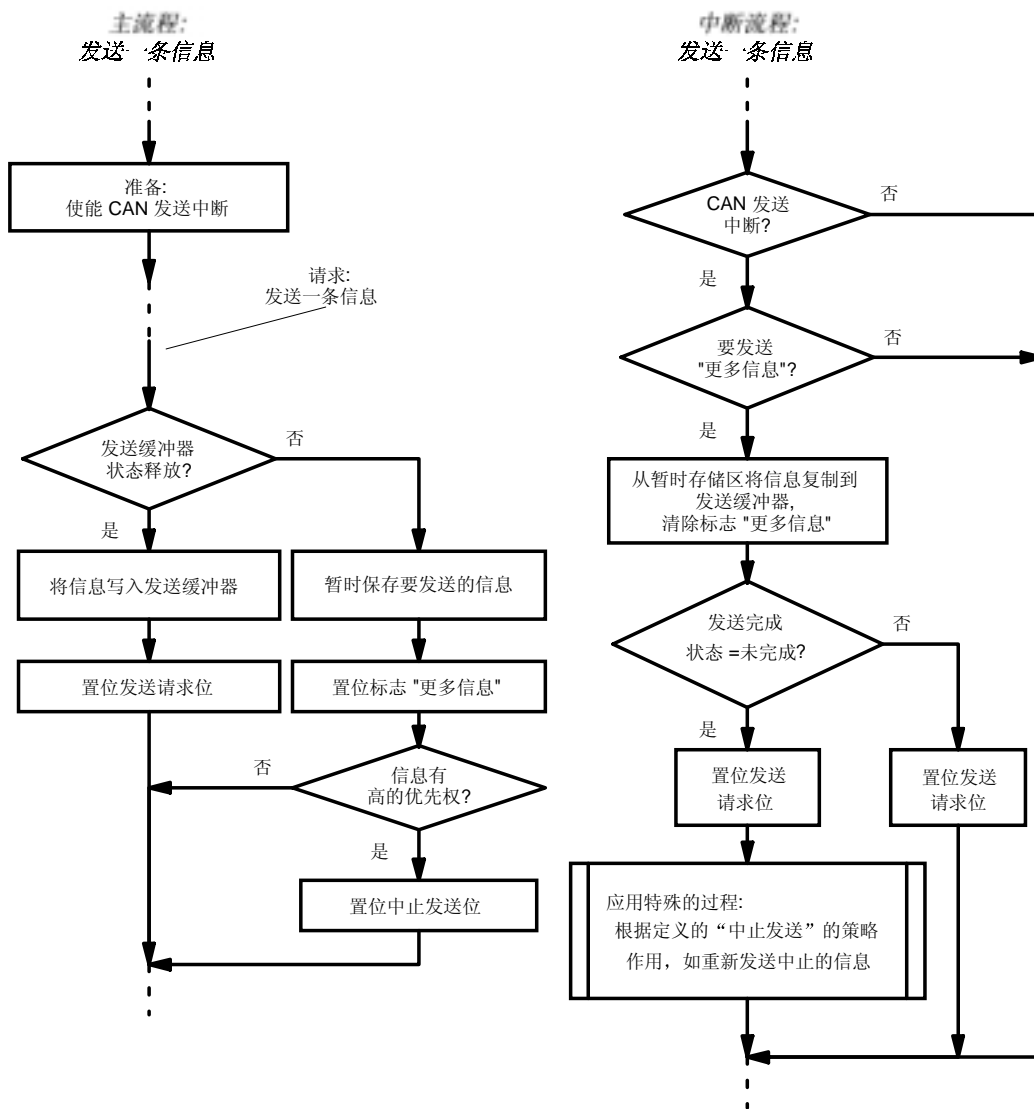 主流程:
发送一条信息
准备:
使能 CAN 发送中断
请求:
发送一条信息
发送缓冲器
状态释放?
否
是
将信息写入发送缓冲器
暂时保存要发送的信息
置位发送请求位
置位标志 "更多信息"
否
信息有
高的优先权?
是
置位中止发送位
中断流程:
发送一条信息
CAN 发送
中断?
否
是
要发送
"更多信息"?
否
是
从暂时存储区将信息复制到
发送缓冲器,
清除标志 "更多信息"
发送完成
状态 =未完成?
否
是
置位发送
请求位
置位发送
请求位
应用特殊的过程:
根据定义的“中止发送”的策略
作用，如重新发送中止的信息